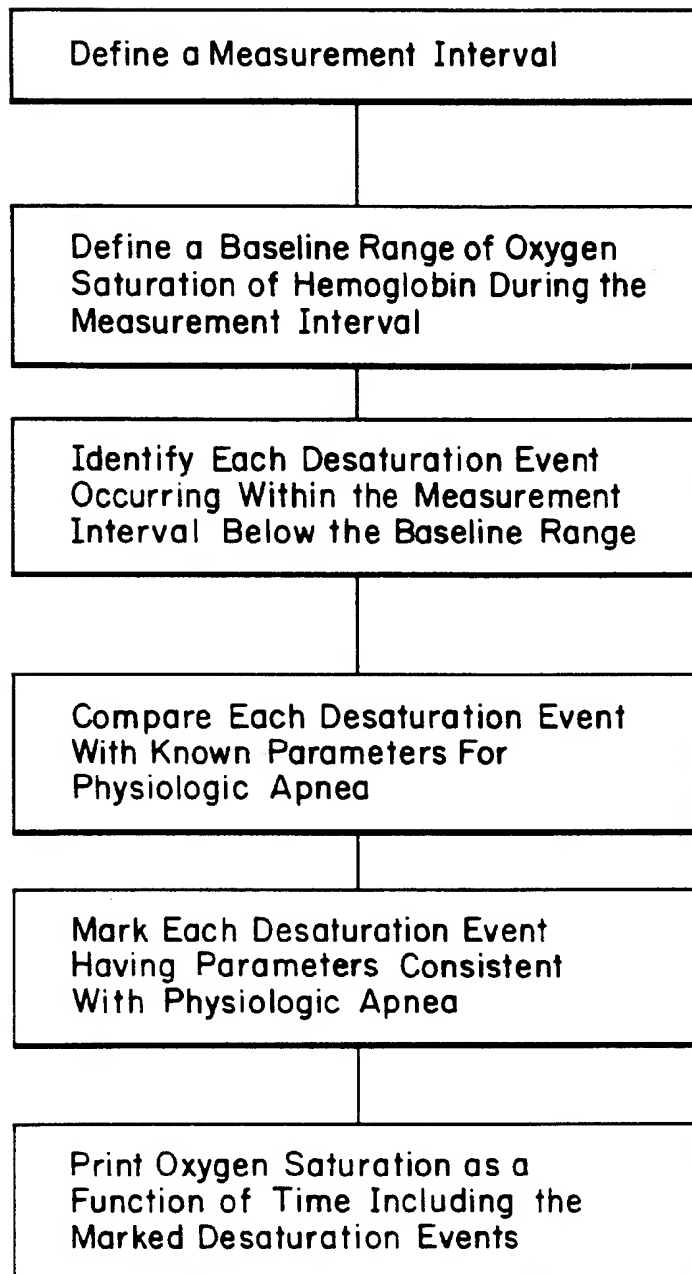 Define a Measurement Interval
Define a Baseline Range of Oxygen
Saturation of Hemoglobin During the
Measurement Interval
Identify Each Desaturation Event
Occurring Within the Measurement
Interval Below the Baseline Range
Compare Each Desaturation Event
With Known Parameters For
Physiologic Apnea
Mark Each Desaturation Event
Having Parameters Consistent
With Physiologic Apnea
Print Oxygen Saturation as a
Function of Time Including the
Marked Desaturation Events